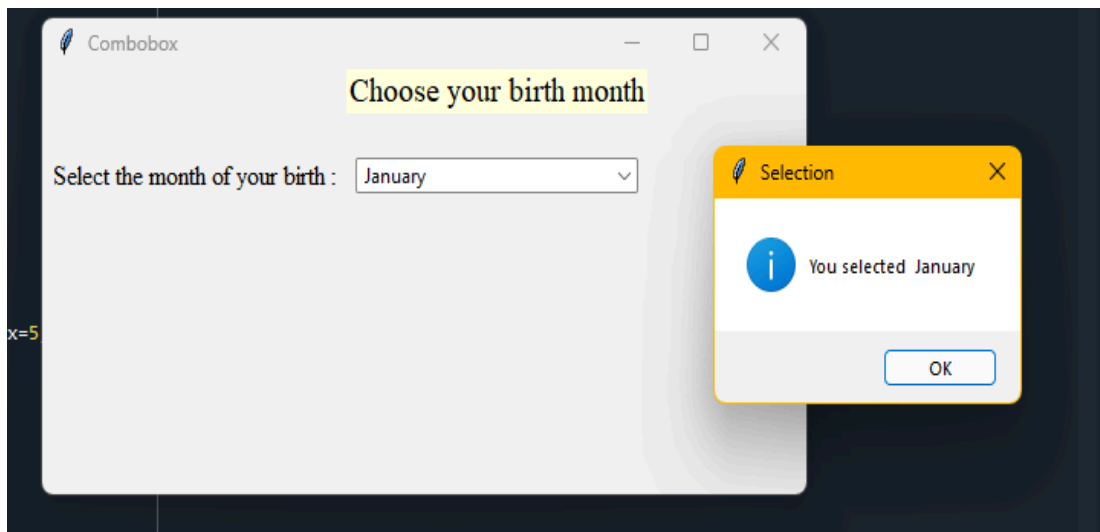 Combobox
Choose your birth month
Select the month of your birth :
January
Selection
You selected  January
x=5
OK